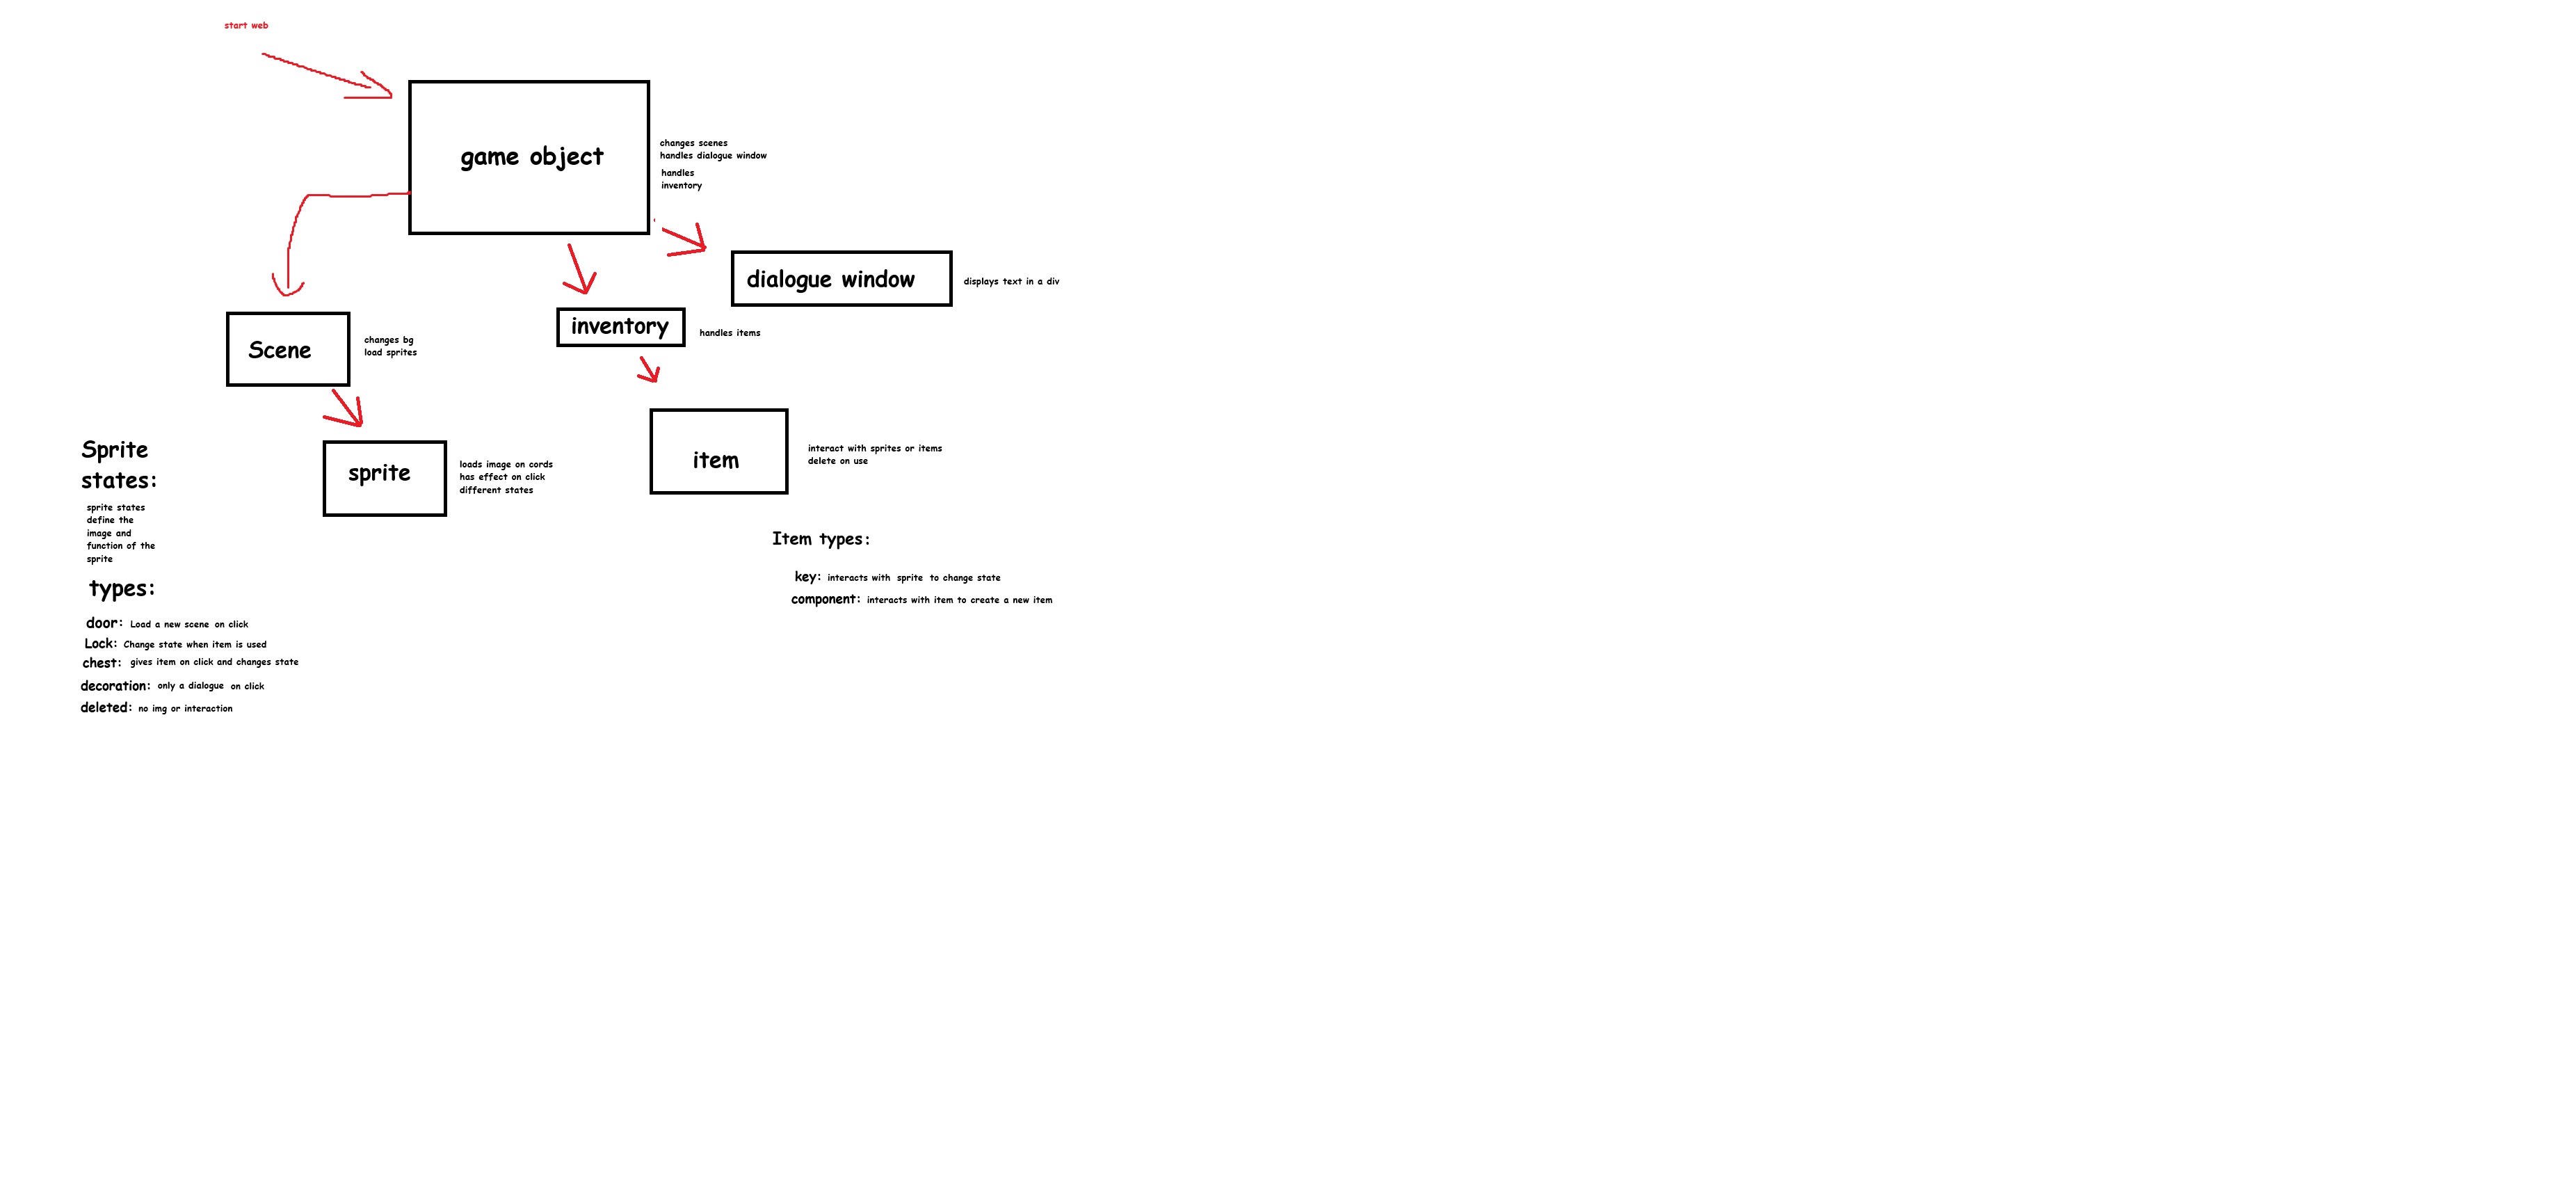 start web
game object
changes scenes
handles dialogue window
handles
inventory
dialogue window
displays text in a div
inventory
handles items
Scene
changes bg
load sprites
sprite
loads image on cords
has effect on click
different states
item
interact with sprites or items
delete on use
Sprite
states:
sprite states
define the
image and
function of the
sprite
types:
door: Load a new scene on click
Lock: Change state when item is used
chest: gives item on click and changes state
decoration: only a dialogue on click
deleted: no img or interaction
Item types:
key: interacts with sprite to change state
component: interacts with item to create a new item